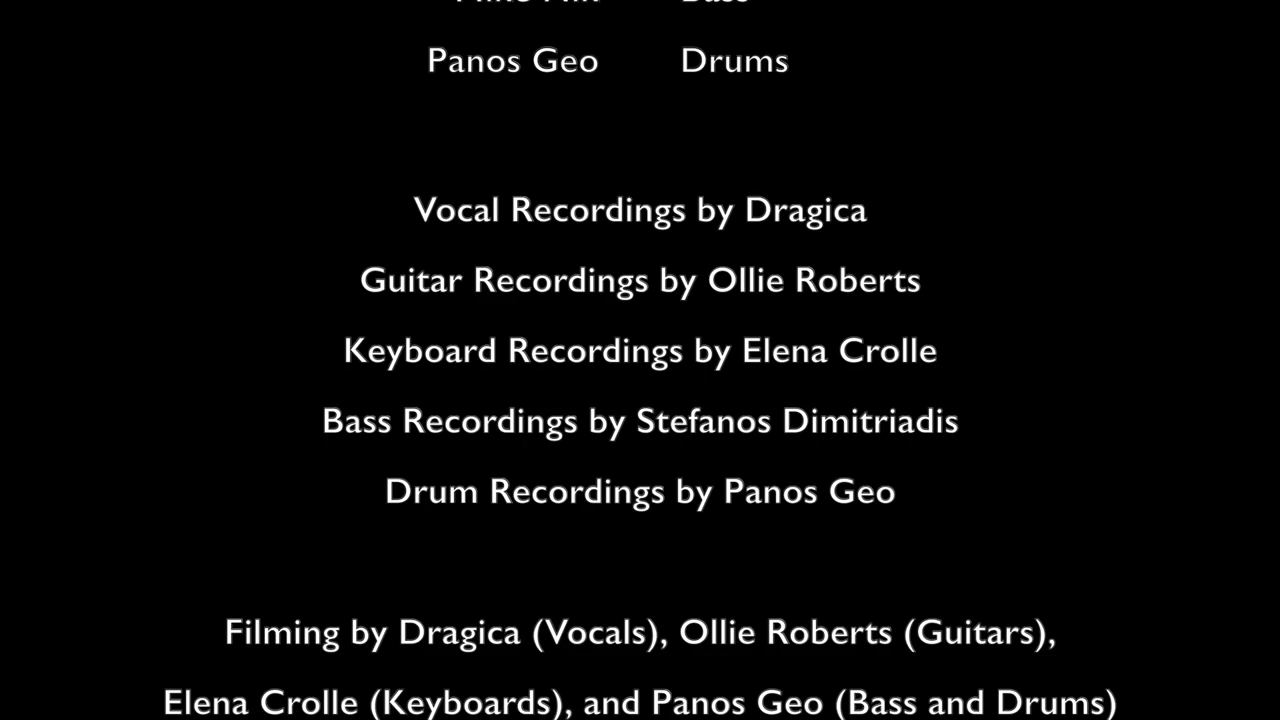 Bass
Panos Geo Drums
Vocal Recordings by Dragica
Guitar Recordings by Ollie Roberts
Keyboard Recordings by Elena Crolle
Bass Recordings by Stefanos Dimitriadis
Drum Recordings by Panos Geo
Filming by Dragica (Vocals), Ollie Roberts (Guitars),
Elena Crolle (Keyboards), and Panos Geo (Bass and Drums)